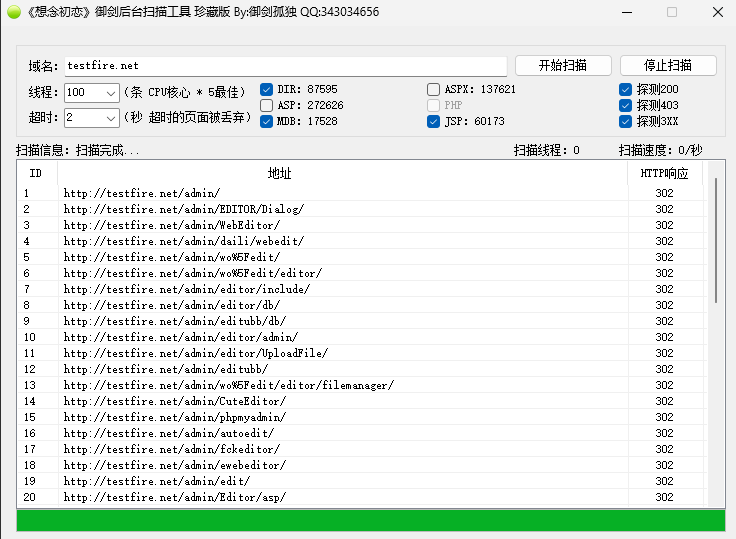 《想念初恋》御剑后台扫描工具 珍藏版 By:御剑孤独 QQ:343034656
域名: testfire.net 开始扫描 停止扫描
线程: 100 (条 CPU核心 * 5最佳) DIR: 87595 ASPX: 137621 探测200
ASP: 272626 PHP 探测403
超时: 2 (秒 超时的页面被丢弃) MDB: 17528 JSP: 60173 探测3XX
扫描信息: 扫描完成... 扫描线程: 0 扫描速度: 0/秒
ID 地址 HTTP响应
1 http://testfire.net/admin/ 302
2 http://testfire.net/admin/EDITOR/Dialog/ 302
3 http://testfire.net/admin/WebEditor/ 302
4 http://testfire.net/admin/daili/webedit/ 302
5 http://testfire.net/admin/wo%5Fedit/ 302
6 http://testfire.net/admin/wo%5Fedit/editor/ 302
7 http://testfire.net/admin/editor/include/ 302
8 http://testfire.net/admin/editor/db/ 302
9 http://testfire.net/admin/editubb/db/ 302
10 http://testfire.net/admin/editor/admin/ 302
11 http://testfire.net/admin/editor/UploadFile/ 302
12 http://testfire.net/admin/editubb/ 302
13 http://testfire.net/admin/wo%5Fedit/editor/filemanager/ 302
14 http://testfire.net/admin/CuteEditor/ 302
15 http://testfire.net/admin/phpmyadmin/ 302
16 http://testfire.net/admin/autoedit/ 302
17 http://testfire.net/admin/fckeditor/ 302
18 http://testfire.net/admin/ewebeditor/ 302
19 http://testfire.net/admin/edit/ 302
20 http://testfire.net/admin/Editor/asp/ 302